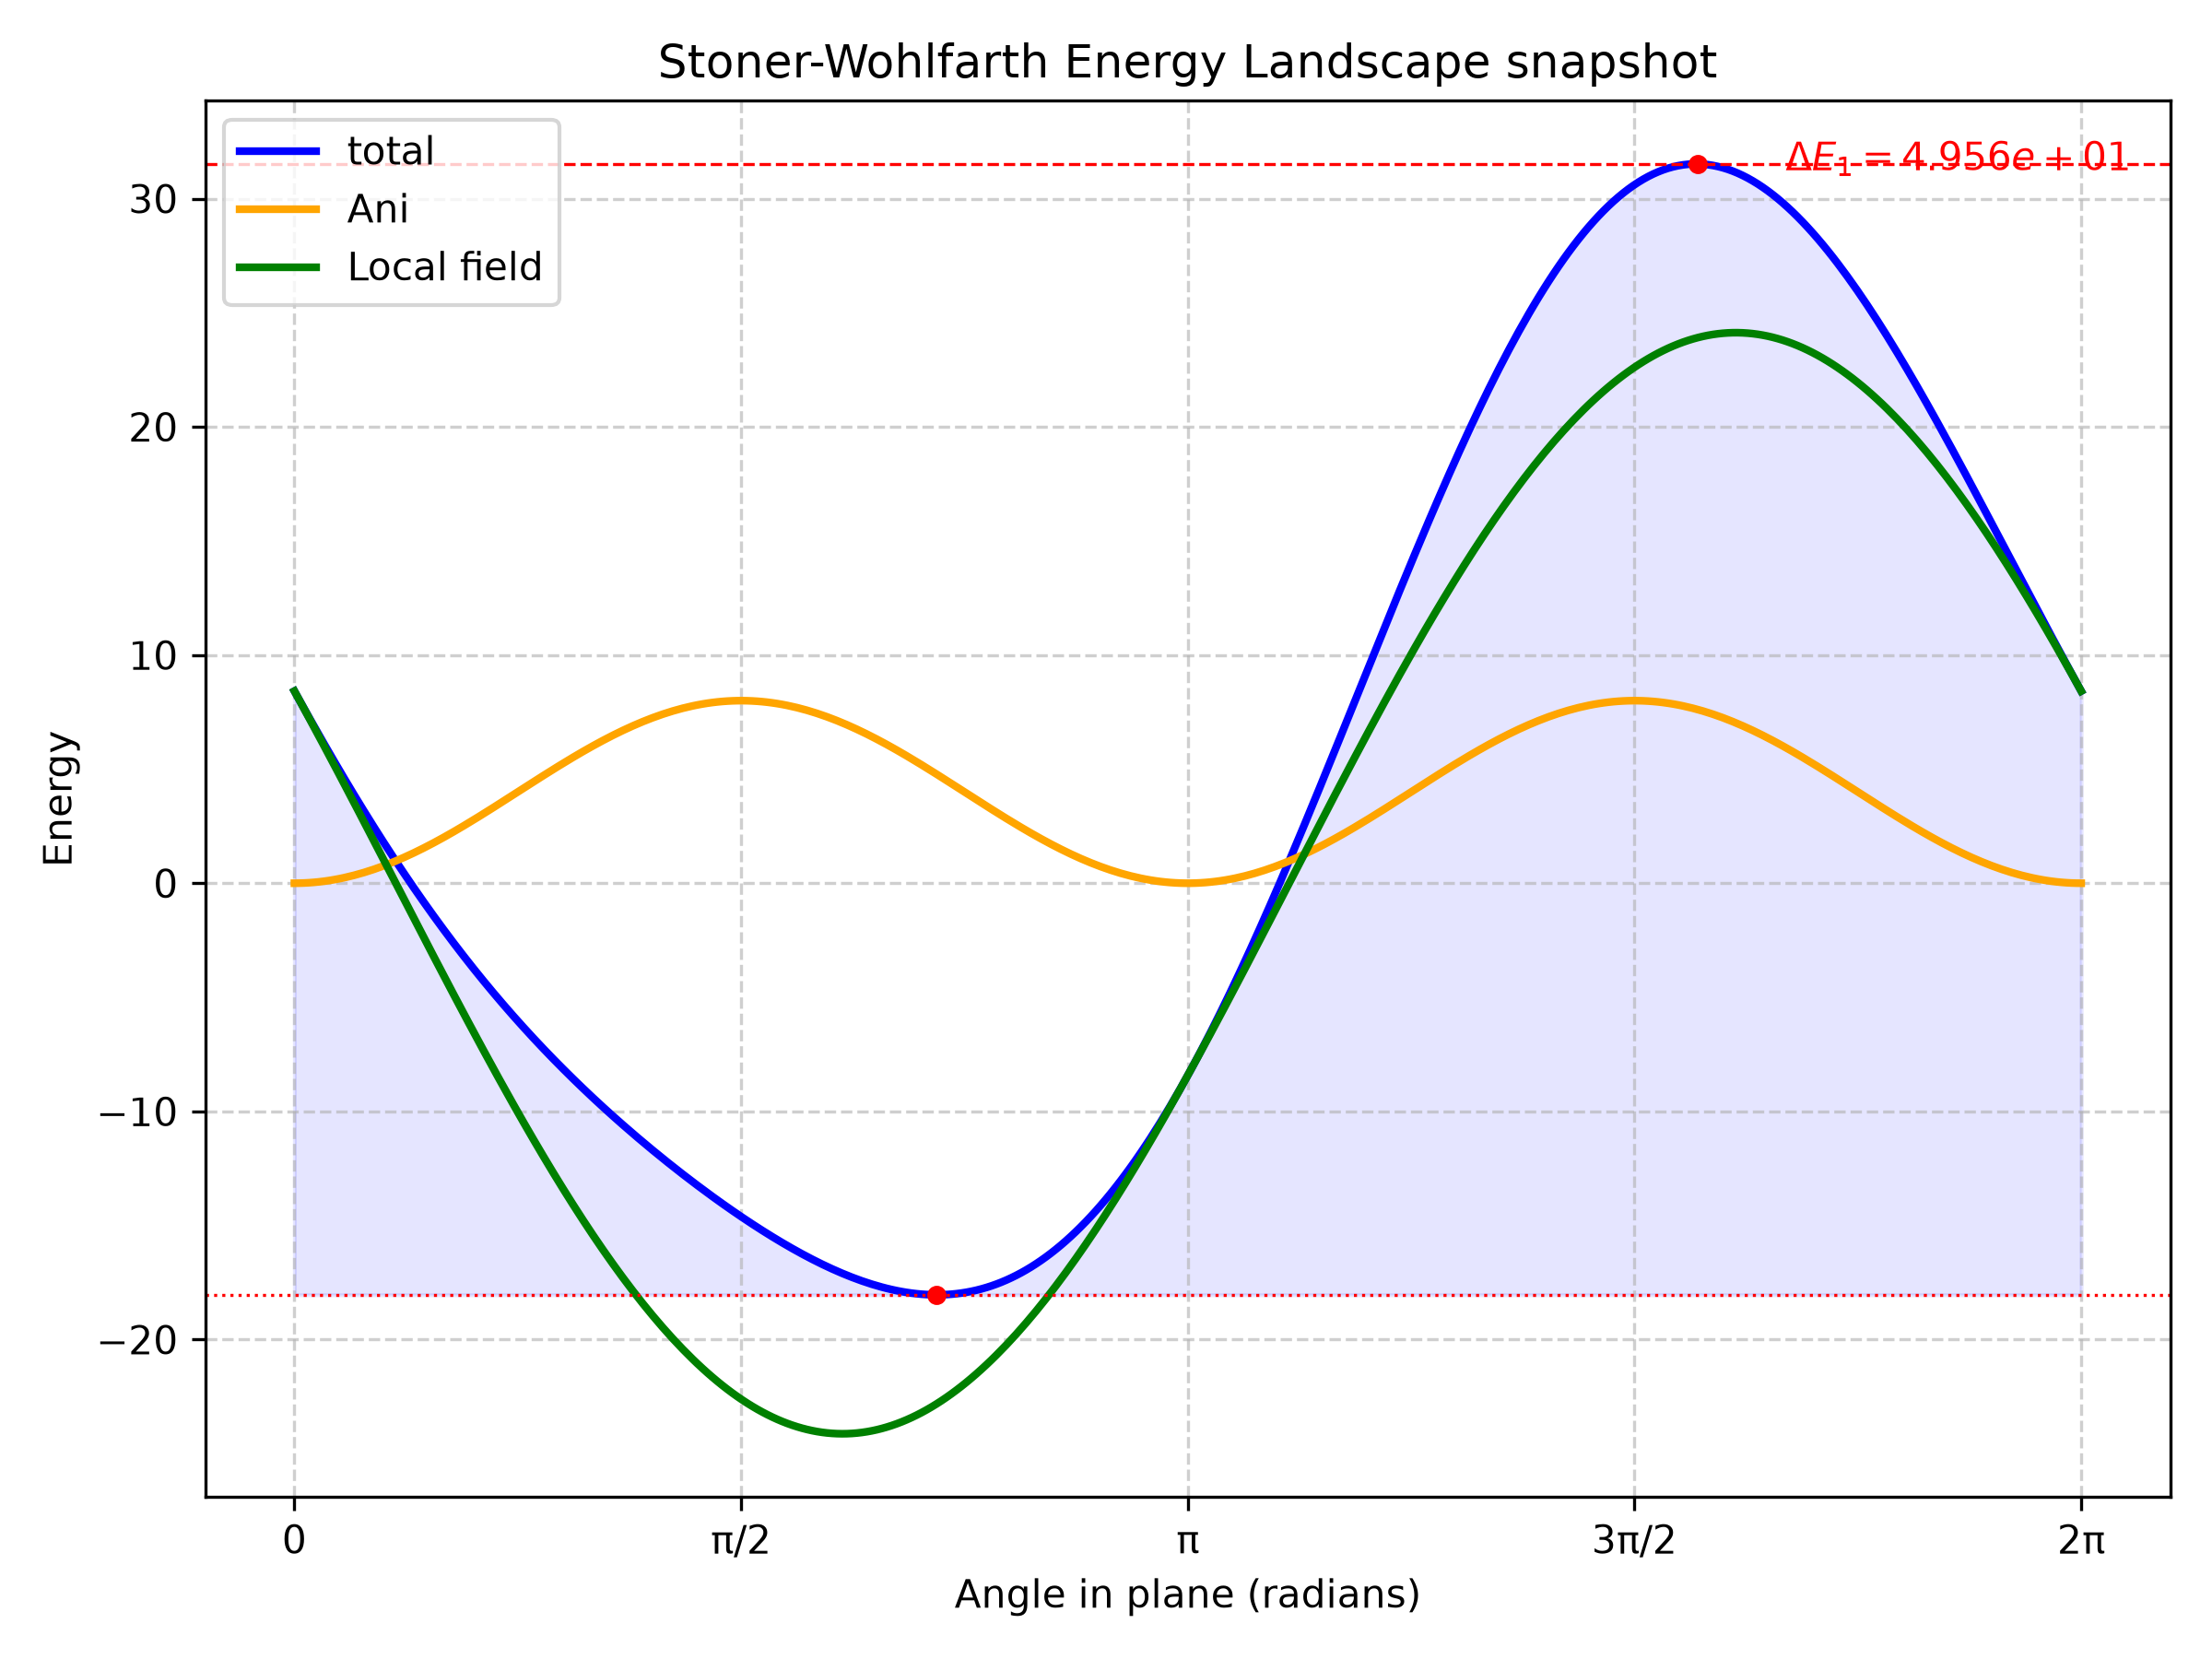 Stoner-Wohlfarth Energy Landscape snapshot
total
Ani
Local field
ΔE₁ = 4.956e + 01
30
20
10
0
−10
−20
Energy
0
π/2
π
3π/2
2π
Angle in plane (radians)